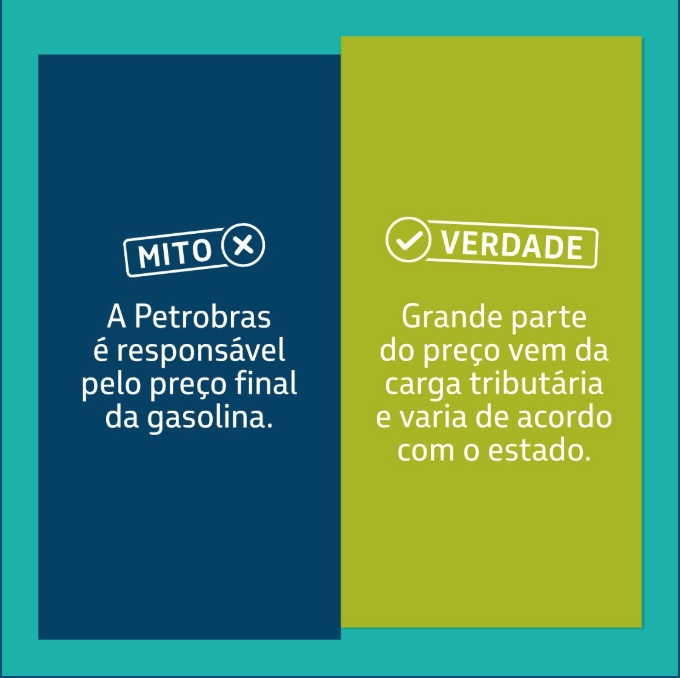 MITO
A Petrobras
é responsável
pelo preço final
da gasolina.
VERDADE
Grande parte
do preço vem da
carga tributária
e varia de acordo
com o estado.